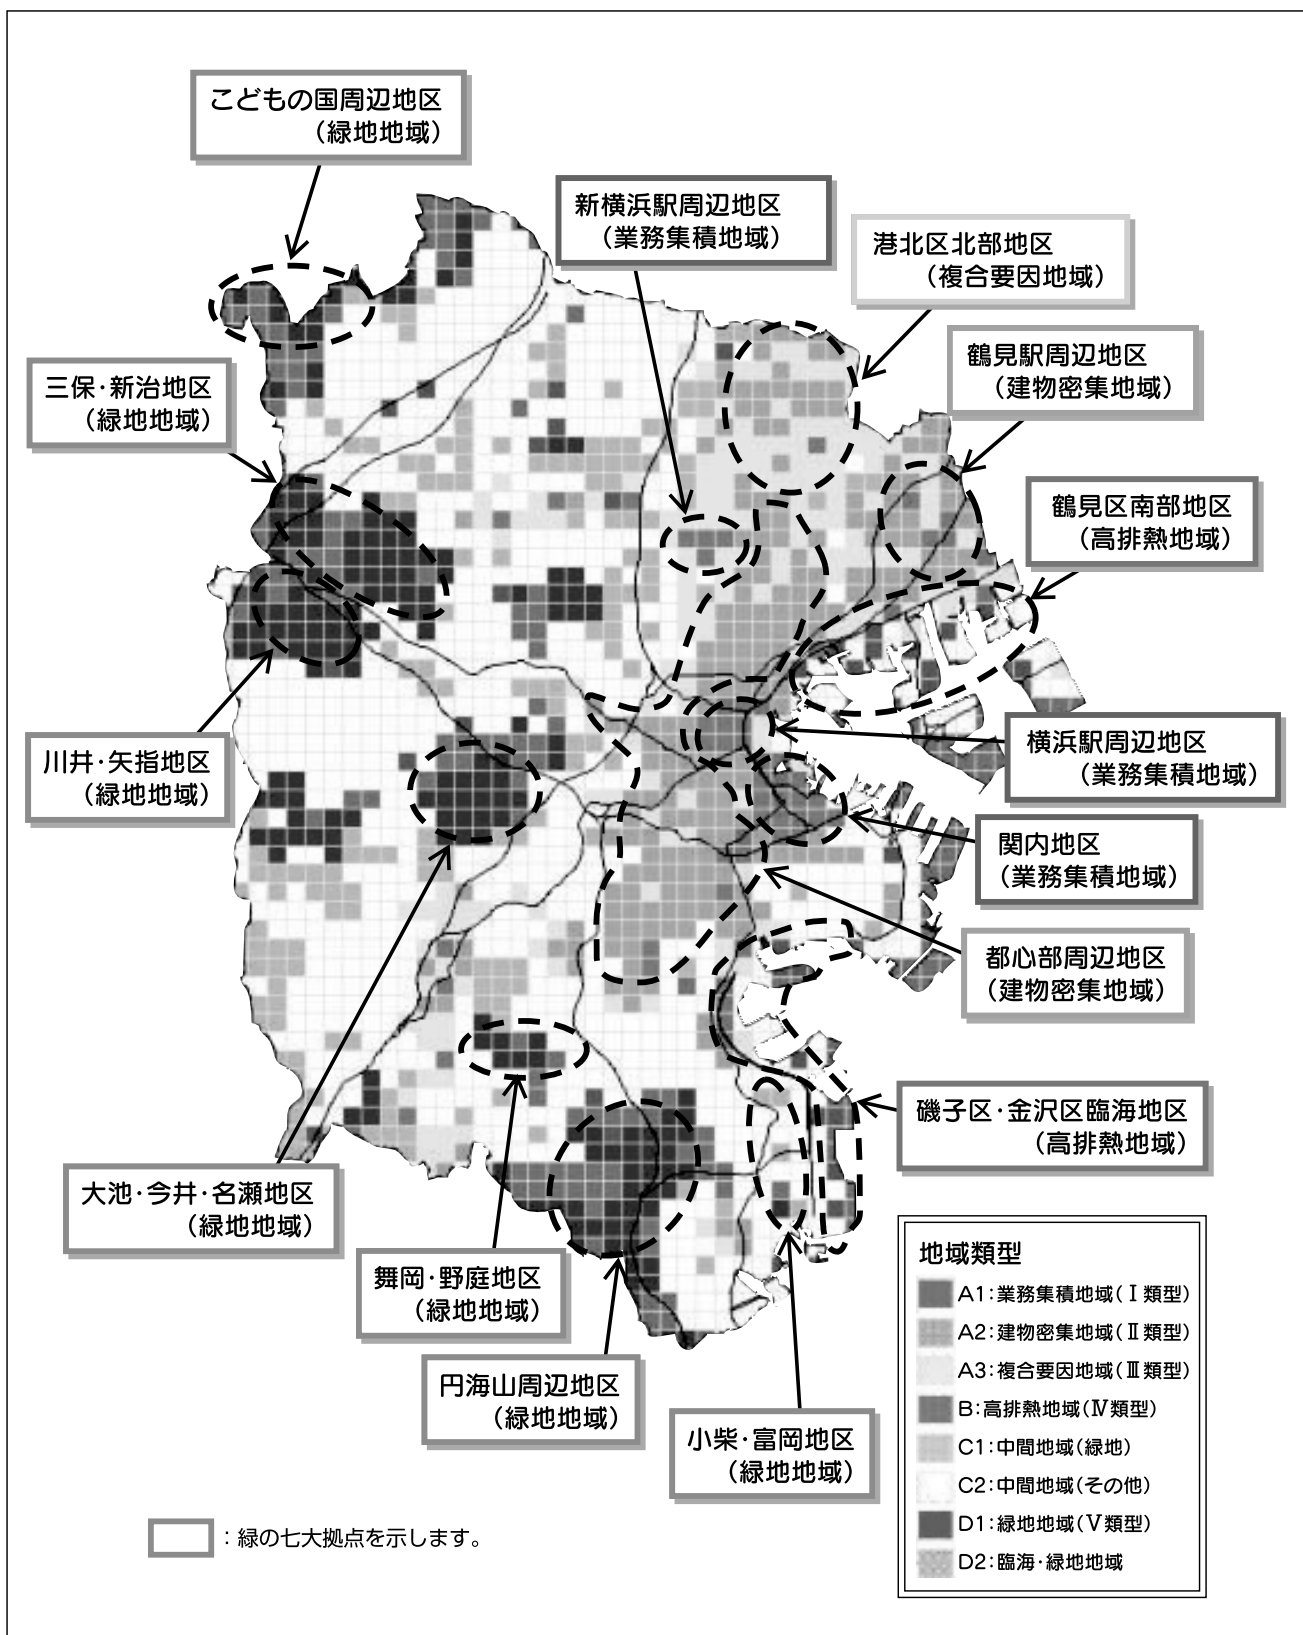 こどもの国周辺地区
(緑地地域)
新横浜駅周辺地区
(業務集積地域)
港北区北部地区
(複合要因地域)
鶴見駅周辺地区
(建物密集地域)
三保・新治地区
(緑地地域)
鶴見区南部地区
(高排熱地域)
川井・矢指地区
(緑地地域)
横浜駅周辺地区
(業務集積地域)
関内地区
(業務集積地域)
都心部周辺地区
(建物密集地域)
磯子区・金沢区臨海地区
(高排熱地域)
大池・今井・名瀬地区
(緑地地域)
舞岡・野庭地区
(緑地地域)
円海山周辺地区
(緑地地域)
小柴・富岡地区
(緑地地域)
地域類型
A1:業務集積地域(Ⅰ類型)
A2:建物密集地域(Ⅱ類型)
A3:複合要因地域(Ⅲ類型)
B:高排熱地域(Ⅳ類型)
C1:中間地域(緑地)
C2:中間地域(その他)
D1:緑地地域(Ⅴ類型)
D2:臨海・緑地地域
:緑の七大拠点を示します。